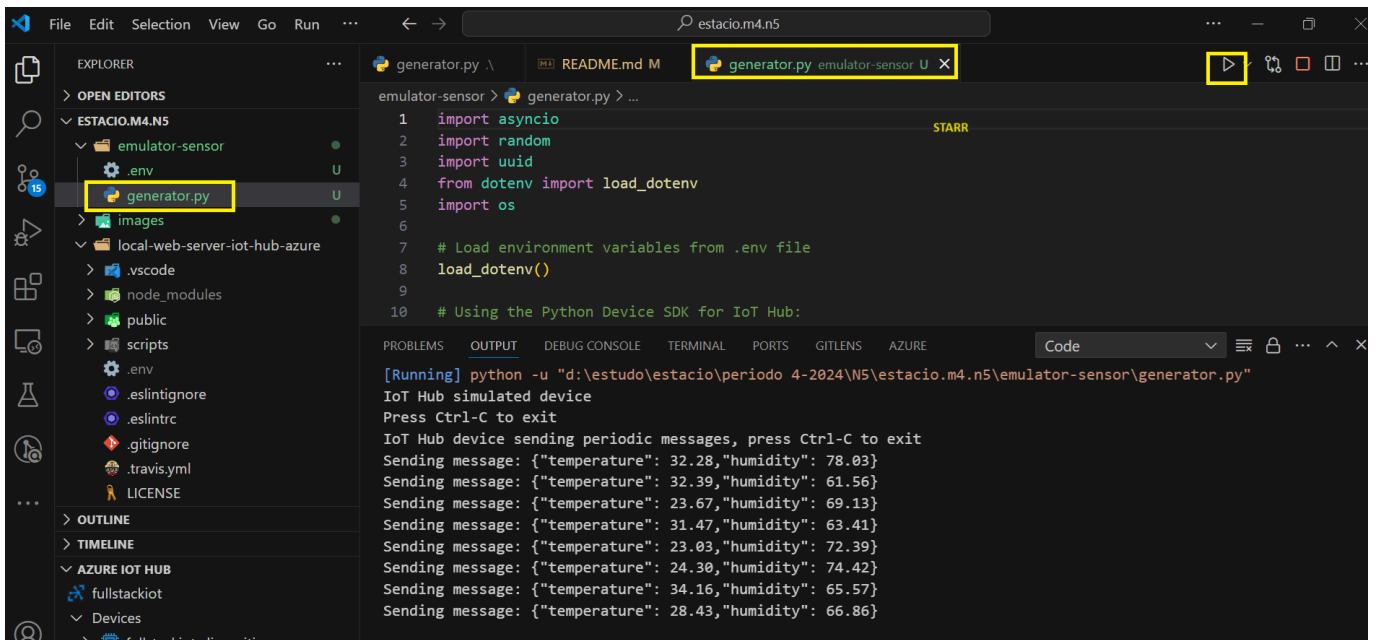 File Edit Selection View Go Run ··· estacio.m4.n5 ···
EXPLORER ···
> OPEN EDITORS
ESTACIO.M4.N5
emulator-sensor
.env U
generator.py U
images
local-web-server-iot-hub-azure
.vscode
node_modules
public
scripts
.env
.eslintignore
.eslintrc
.gitignore
.travis.yml
LICENSE
OUTLINE
TIMELINE
AZURE IOT HUB
fullstackiot
Devices
15
generator.py .\ README.md M generator.py emulator-sensor U
emulator-sensor > generator.py > ...
1 import asyncio
STARR
2 import random
3 import uuid
4 from dotenv import load_dotenv
5 import os
6
7 # Load environment variables from .env file
8 load_dotenv()
9
10 # Using the Python Device SDK for IoT Hub:
PROBLEMS OUTPUT DEBUG CONSOLE TERMINAL PORTS GITLENS AZURE Code
[Running] python -u "d:\estudo\estacio\periodo 4-2024\N5\estacio.m4.n5\emulator-sensor\generator.py"
IoT Hub simulated device
Press Ctrl-C to exit
IoT Hub device sending periodic messages, press Ctrl-C to exit
Sending message: {"temperature": 32.28,"humidity": 78.03}
Sending message: {"temperature": 32.39,"humidity": 61.56}
Sending message: {"temperature": 23.67,"humidity": 69.13}
Sending message: {"temperature": 31.47,"humidity": 63.41}
Sending message: {"temperature": 23.03,"humidity": 72.39}
Sending message: {"temperature": 24.30,"humidity": 74.42}
Sending message: {"temperature": 34.16,"humidity": 65.57}
Sending message: {"temperature": 28.43,"humidity": 66.86}